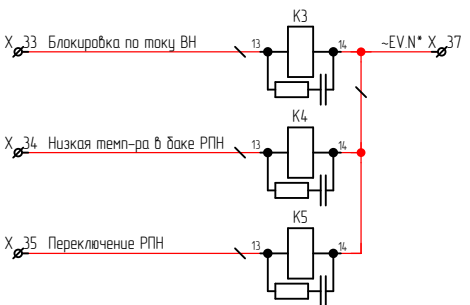 K3
X 33 Блокировка по току ВН 13 14 ~EV.N* X 37
K4
X 34 Низкая темп-ра в баке РПН 13 14
K5
X 35 Переключение РПН 13 14